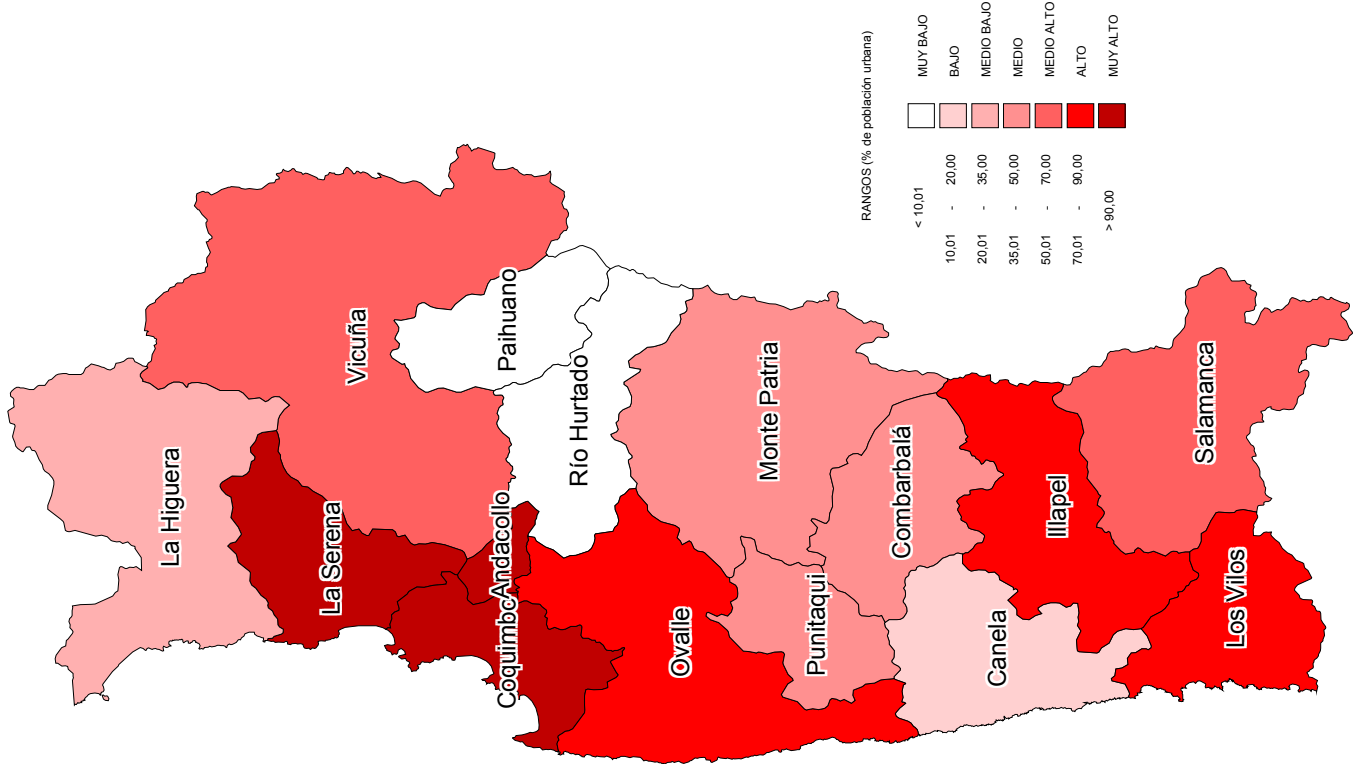 La Higuera
La Serena
Vicuña
Coquimbo
Andacollo
Paihuano
Río Hurtado
Ovalle
Monte Patria
Punitaqui
Combarbalá
Canela
Illapel
Los Vilos
Salamanca
RANGOS (% de población urbana)
< 10,01 MUY BAJO
10,01 - 20,00 BAJO
20,01 - 35,00 MEDIO BAJO
35,01 - 50,00 MEDIO
50,01 - 70,00 MEDIO ALTO
70,01 - 90,00 ALTO
> 90,00 MUY ALTO